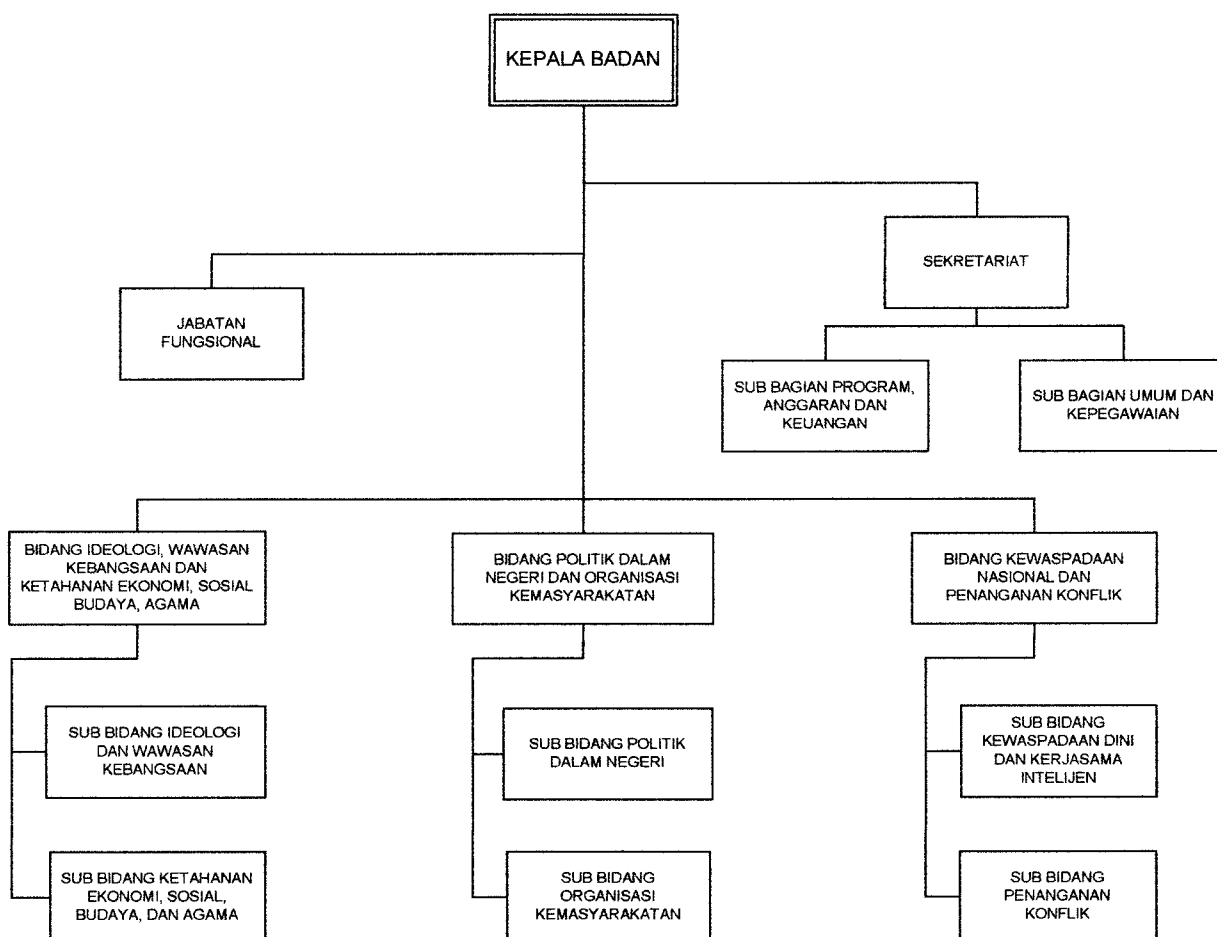 KEPALA BADAN
SEKRETARIAT
JABATAN
FUNGSIONAL
SUB BAGIAN PROGRAM,
ANGGARAN DAN
KEUANGAN
SUB BAGIAN UMUM DAN
KEPEGAWAIAN
BIDANG IDEOLOGI, WAWASAN
KEBANGSAAN DAN
KETAHANAN EKONOMI, SOSIAL
BUDAYA, AGAMA
BIDANG POLITIK DALAM
NEGERI DAN ORGANISASI
KEMASYARAKATAN
BIDANG KEWASPADAAN
NASIONAL DAN
PENANGANAN KONFLIK
SUB BIDANG IDEOLOGI
DAN WAWASAN
KEBANGSAAN
SUB BIDANG POLITIK
DALAM NEGERI
SUB BIDANG
KEWASPADAAN DINI
DAN KERJASAMA
INTELIJEN
SUB BIDANG KETAHANAN
EKONOMI, SOSIAL,
BUDAYA, DAN AGAMA
SUB BIDANG
ORGANISASI
KEMASYARAKATAN
SUB BIDANG
PENANGANAN
KONFLIK